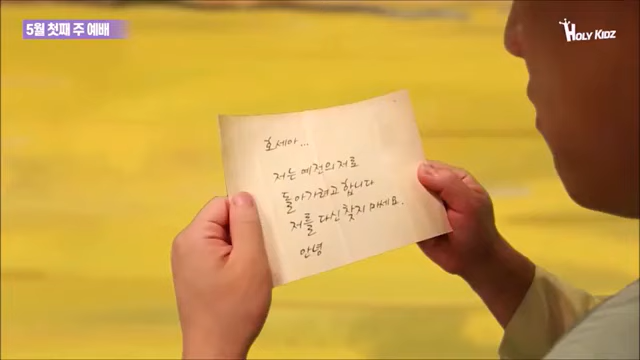 5월 첫째 주 예배
HOLY KIDZ
호세아...
저는 예전의 저로
돌아가려고 합니다
저를 다신 찾지 마세요.
안녕